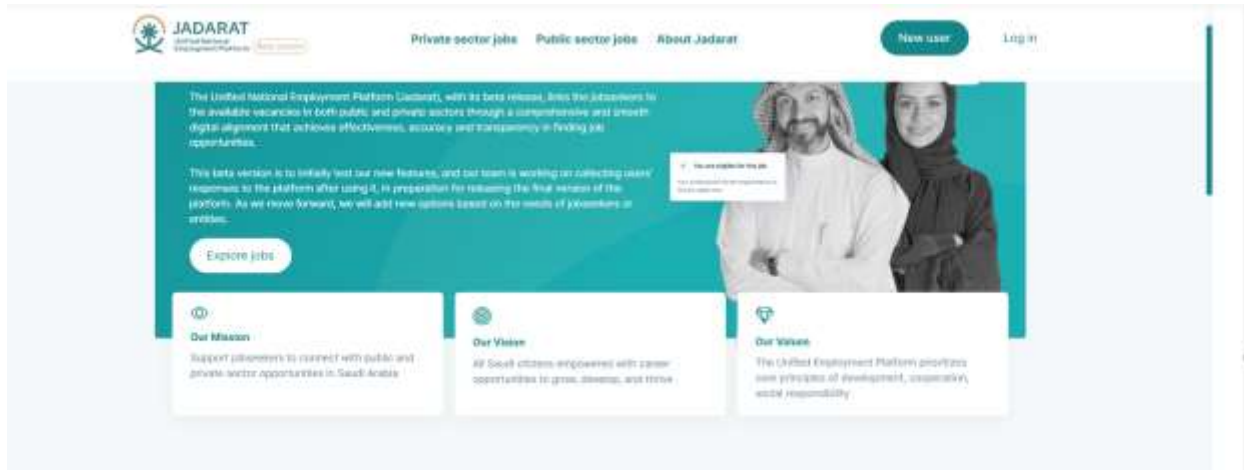 JADARAT
Unified National
Employment Platform
Private sector jobs
Public sector jobs
About Jadarat
New user
Log in
The Unified National Employment Platform (Jadarat), with its beta release, links the jobseekers to
the available vacancies in both public and private sectors through a comprehensive and smooth
digital alignment that achieves effectiveness, accuracy and transparency in finding job
opportunities.
This beta version is to initially test our new features, and our team is working on collecting users'
responses to the platform after using it, in preparation for releasing the final version of the
platform. As we move forward, we will add new options based on the needs of jobseekers or
entities.
You are eligible for this job
Explore jobs
Our Mission
Support jobseekers to connect with public and
private sector opportunities in Saudi Arabia
Our Vision
All Saudi citizens empowered with career
opportunities to grow, develop, and thrive
Our Values
The Unified Employment Platform prioritizes
core principles of development, cooperation,
social responsibility